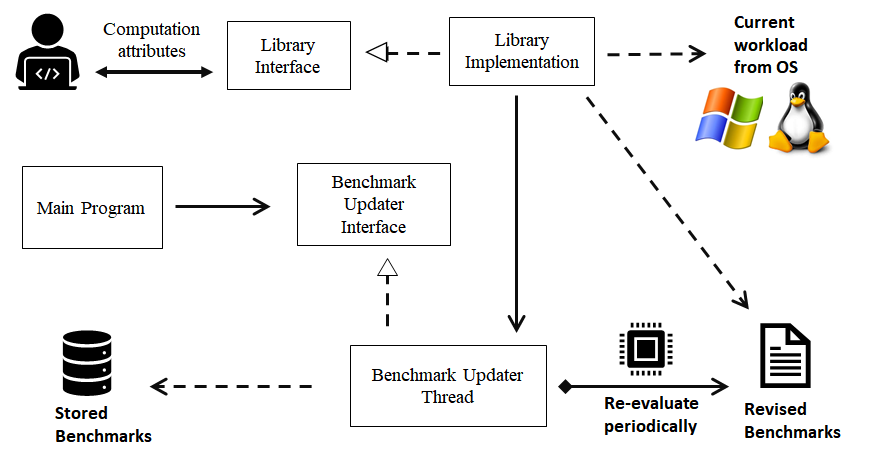 Computation
attributes
Library
Interface
Library
Implementation
Current
workload
from OS
</>
Main Program
Benchmark
Updater
Interface
Stored
Benchmarks
Benchmark Updater
Thread
Re-evaluate
periodically
Revised
Benchmarks